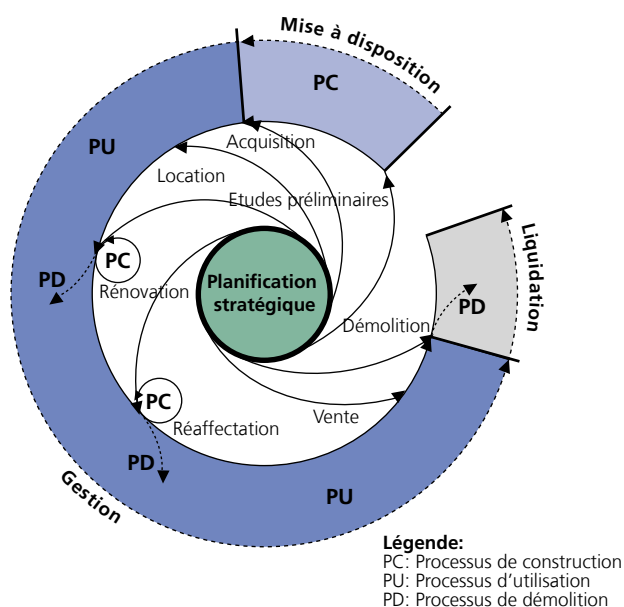 Mise à disposition
PC
PU
Acquisition
Location
Etudes préliminaires
Liquidation
PC
PD
Rénovation
Planification
stratégique
Démolition
PD
PC
Vente
Réaffectation
PD
Gestion
PU
Légende:
PC: Processus de construction
PU: Processus d'utilisation
PD: Processus de démolition